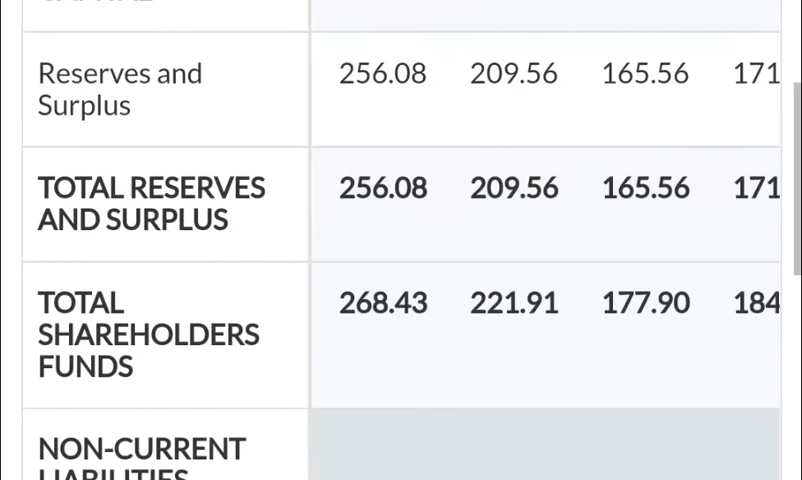 Reserves and 256.08 209.56 165.56 171
Surplus
TOTAL RESERVES 256.08 209.56 165.56 171
AND SURPLUS
TOTAL 268.43 221.91 177.90 184
SHAREHOLDERS
FUNDS
NON-CURRENT
LIABILITIES